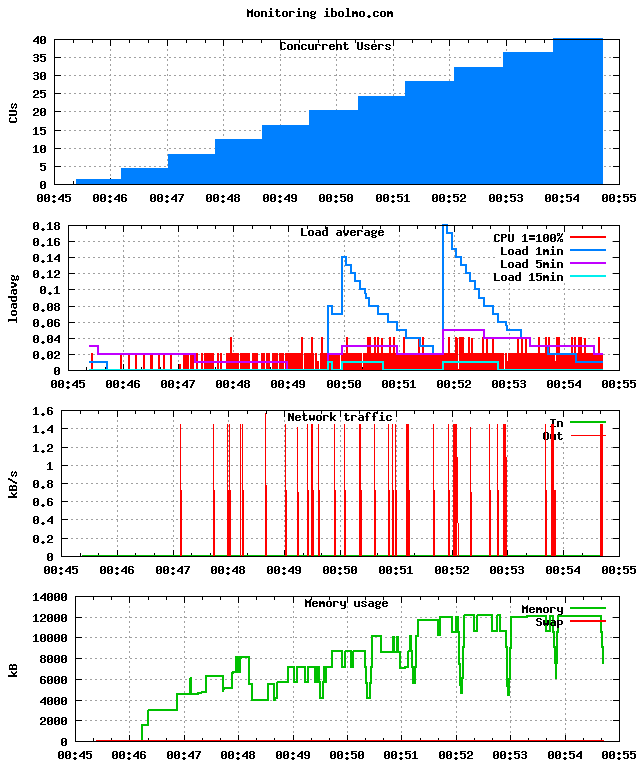 Monitoring ibolmo.com
Concurrent Users
CUs
40
35
30
25
20
15
10
5
0
00:45 00:46 00:47 00:48 00:49 00:50 00:51 00:52 00:53 00:54 00:55
Load average
loadavg
CPU 1=100%
Load 1min
Load 5min
Load 15min
0.18
0.16
0.14
0.12
0.1
0.08
0.06
0.04
0.02
0
00:45 00:46 00:47 00:48 00:49 00:50 00:51 00:52 00:53 00:54 00:55
Network traffic
kB/s
In
Out
1.6
1.4
1.2
1
0.8
0.6
0.4
0.2
0
00:45 00:46 00:47 00:48 00:49 00:50 00:51 00:52 00:53 00:54 00:55
Memory usage
kB
Memory
Swap
14000
12000
10000
8000
6000
4000
2000
0
00:45 00:46 00:47 00:48 00:49 00:50 00:51 00:52 00:53 00:54 00:55